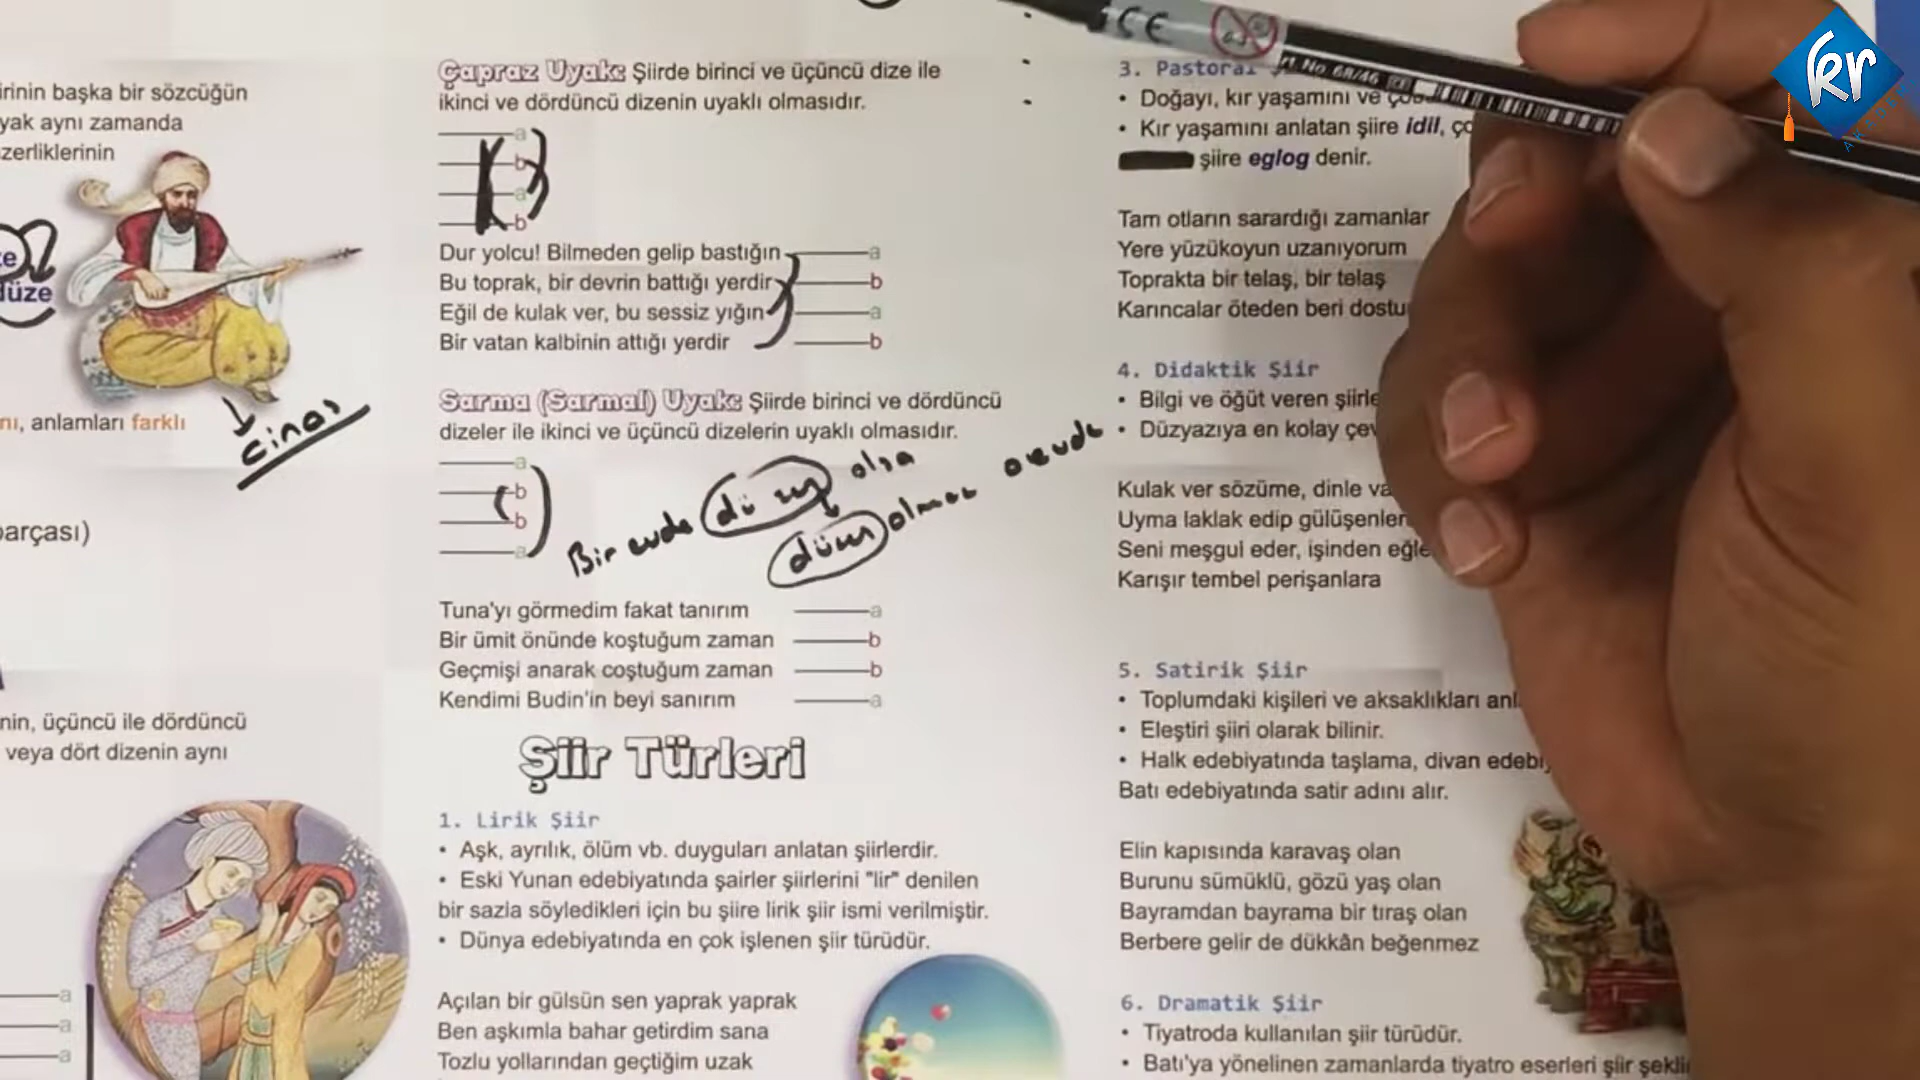 irinin başka bir sözcüğün
yak aynı zamanda
zerliklerinin
düze
nı, anlamları farklı
cinas
parçası)
nin, üçüncü ile dördüncü
veya dört dizenin aynı
a
a
a
Çapraz Uyak: Şiirde birinci ve üçüncü dize ile
ikinci ve dördüncü dizenin uyaklı olmasıdır.
a
b
a
b
Dur yolcu! Bilmeden gelip bastığın a
Bu toprak, bir devrin battığı yerdir b
Eğil de kulak ver, bu sessiz yığın a
Bir vatan kalbinin attığı yerdir b
Sarma (Sarmal) Uyak: Şiirde birinci ve dördüncü
dizeler ile ikinci ve üçüncü dizelerin uyaklı olmasıdır.
a
b
b
a
Bir evde olsa
olmaz
Tuna'yı görmedim fakat tanırım a
Bir ümit önünde koştuğum zaman b
Geçmişi anarak coştuğum zaman b
Kendimi Budin'in beyi sanırım a
Şiir Türleri
1. Lirik Şiir
• Aşk, ayrılık, ölüm vb. duyguları anlatan şiirlerdir.
• Eski Yunan edebiyatında şairler şiirlerini "lir" denilen
bir sazla söyledikleri için bu şiire lirik şiir ismi verilmiştir.
• Dünya edebiyatında en çok işlenen şiir türüdür.
Açılan bir gülsün sen yaprak yaprak
Ben aşkımla bahar getirdim sana
Tozlu yollarından geçtiğim uzak
3. Pastoral
• Doğayı, kır yaşamını ve
• Kır yaşamını anlatan şiire idil,
şiire eglog denir.
Tam otların sarardığı zamanlar
Yere yüzükoyun uzanıyorum
Toprakta bir telaş, bir telaş
Karıncalar öteden beri dostu
4. Didaktik Şiir
• Bilgi ve öğüt veren şiirle
• Düzyazıya en kolay çev
Kulak ver sözüme, dinle va
Uyma laklak edip gülüşenler
Seni meşgul eder, işinden eğle
Karışır tembel perişanlara
5. Satirik Şiir
• Toplumdaki kişileri ve aksaklıkları anl
• Eleştiri şiiri olarak bilinir.
• Halk edebiyatında taşlama, divan edebiy
Batı edebiyatında satir adını alır.
Elin kapısında karavaş olan
Burunu sümüklü, gözü yaş olan
Bayramdan bayrama bir tıraş olan
Berbere gelir de dükkân beğenmez
6. Dramatik Şiir
• Tiyatroda kullanılan şiir türüdür.
• Batı'ya yönelinen zamanlarda tiyatro eserleri şiir şekli
CE
No 68/46
kr